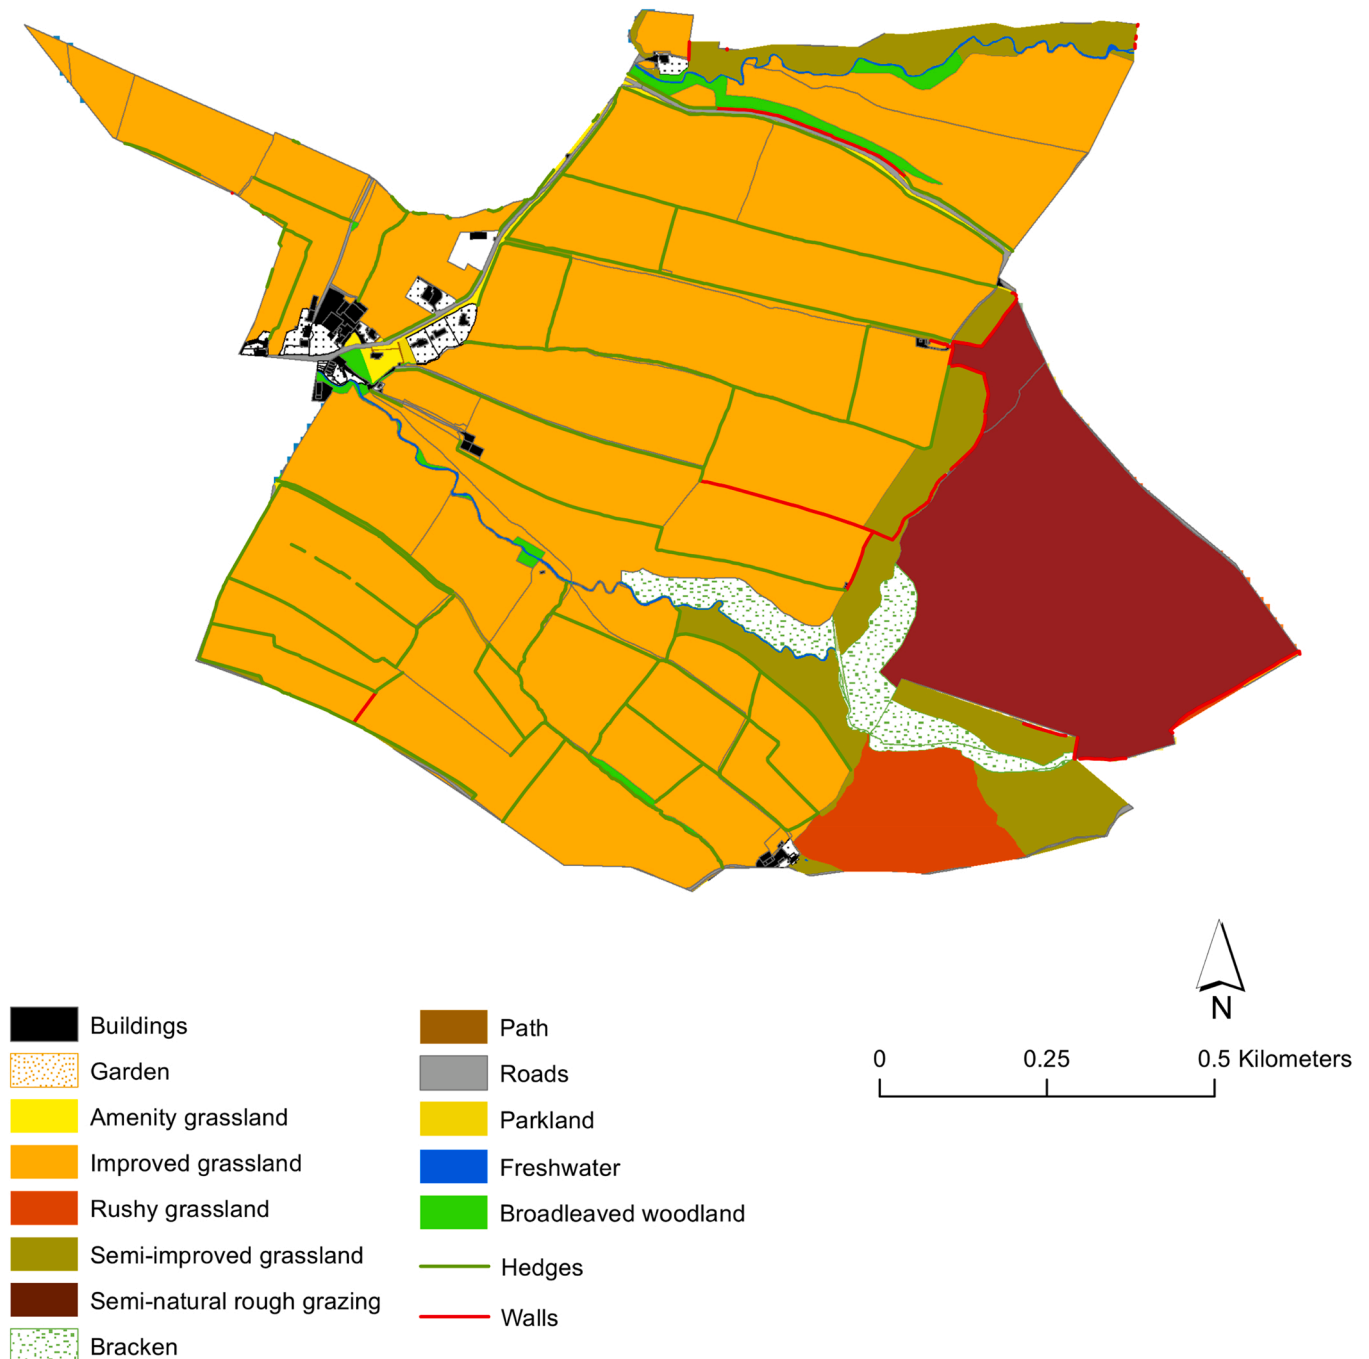 N
0 0.25 0.5 Kilometers
Buildings
Garden
Amenity grassland
Improved grassland
Rushy grassland
Semi-improved grassland
Semi-natural rough grazing
Bracken
Path
Roads
Parkland
Freshwater
Broadleaved woodland
Hedges
Walls